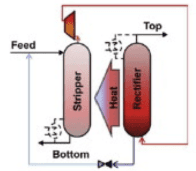 Top
Feed
Stripper
Heat
Rectifier
Bottom